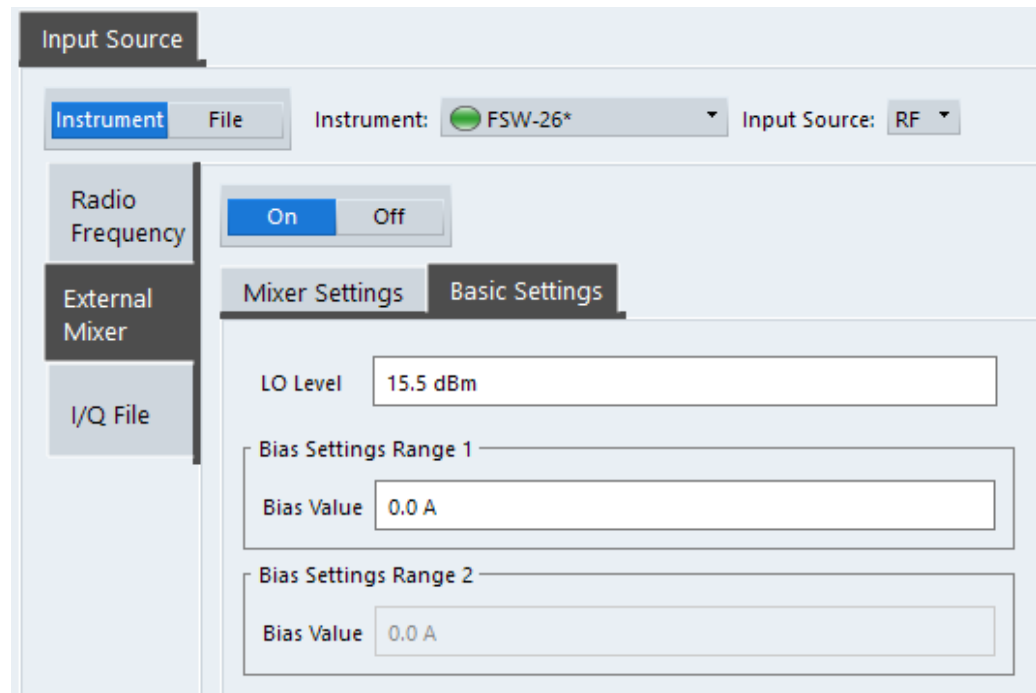 Input Source
Instrument File Instrument: FSW-26* Input Source: RF
Radio
Frequency
On Off
External
Mixer
Mixer Settings Basic Settings
I/Q File
LO Level 15.5 dBm
Bias Settings Range 1
Bias Value 0.0 A
Bias Settings Range 2
Bias Value 0.0 A